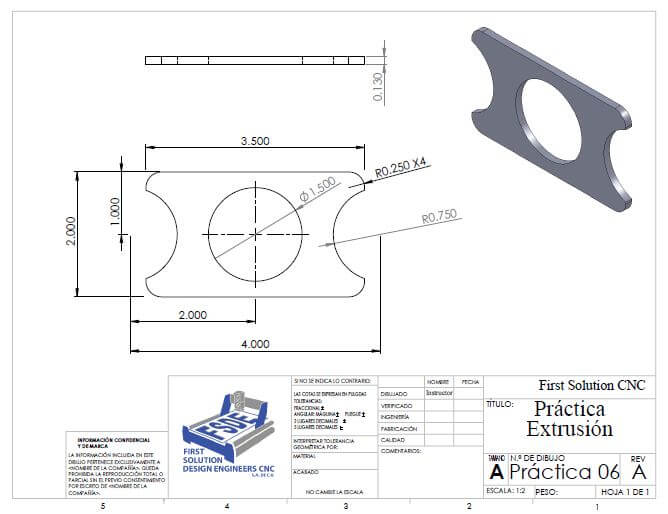 0.130
3.500
R0.250 X4
Ø1.500
1.000
2.000
R0.750
2.000
4.000
INFORMACIÓN CONFIDENCIAL
Y DE MARCA
LA INFORMACIÓN INCLUIDA EN ESTE
DIBUJO PERTENECE EXCLUSIVAMENTE A
<NOMBRE DE LA COMPAÑÍA>. QUEDA
PROHIBIDA LA REPRODUCCIÓN TOTAL O
PARCIAL SIN EL PREVIO CONSENTIMIENTO
POR ESCRITO DE <NOMBRE DE LA
COMPAÑÍA>.
FSDE
FIRST
SOLUTION
DESIGN ENGINEERS CNC
S.A. DE C.V.
SI NO SE INDICA LO CONTRARIO:
LAS COTAS SE EXPRESAN EN PULGDAS
TOLERANCIAS:
FRACCIONAL ±
ANGULAR: MÁQUINA ± PLIEGUE ±
2 LUGARES DECIMALES ±
3 LUGARES DECIMALES ±
INTERPRETAR TOLERANCIA
GEOMÉTRICA POR:
MATERIAL
ACABADO
NO CAMBIE LA ESCALA
NOMBRE FECHA
DIBUJADO Instructor
VERIFICADO
INGENIERÍA
FABRICACIÓN
CALIDAD
COMENTARIOS:
First Solution CNC
TÍTULO:
Práctica
Extrusión
TAMAÑO N.º DE DIBUJO REV
A Práctica 06 A
ESCALA: 1:2 PESO: HOJA 1 DE 1
5 4 3 2 1